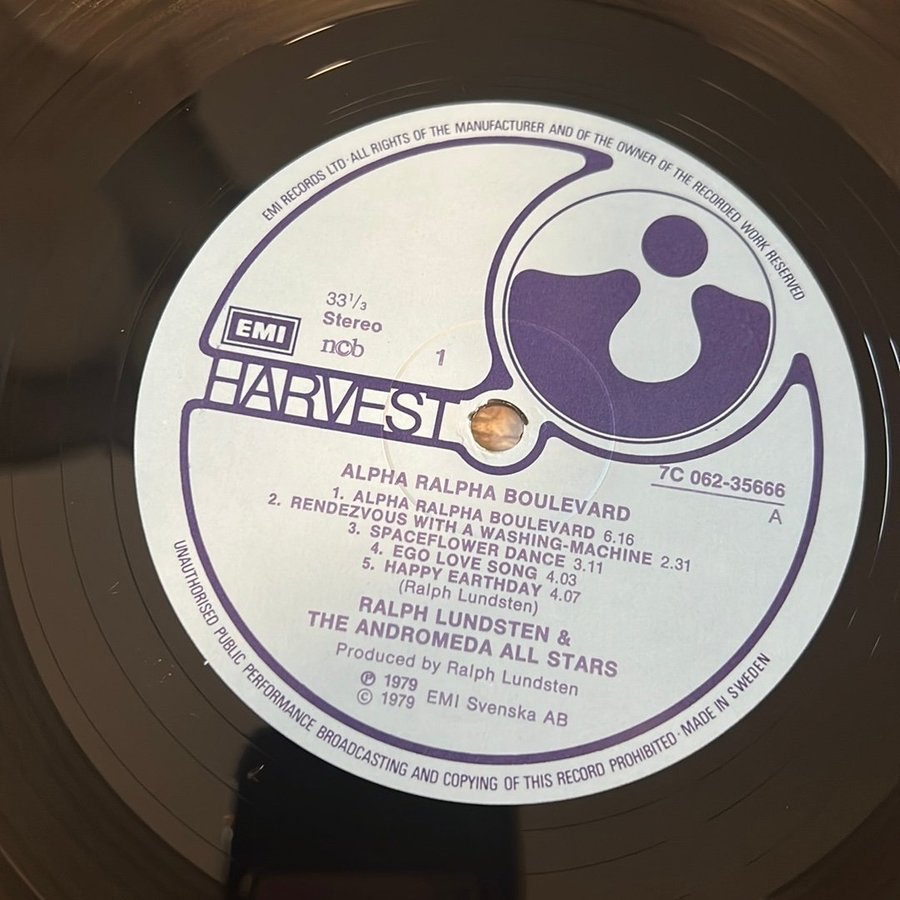 EMI RECORDS LTD·ALL RIGHTS OF THE MANUFACTURER AND OF THE OWNER OF THE RECORDED WORK RESERVED
33 1/3
Stereo
EMI
ncb
1
HARVEST
7C 062-35666
A
ALPHA RALPHA BOULEVARD
1. ALPHA RALPHA BOULEVARD 6.16
2. RENDEZVOUS WITH A WASHING-MACHINE 2.31
3. SPACEFLOWER DANCE 3.11
4. EGO LOVE SONG 4.03
5. HAPPY EARTHDAY 4.07
(Ralph Lundsten)
RALPH LUNDSTEN &
THE ANDROMEDA ALL STARS
Produced by Ralph Lundsten
℗ 1979
© 1979 EMI Svenska AB
UNAUTHORISED PUBLIC PERFORMANCE BROADCASTING AND COPYING OF THIS RECORD PROHIBITED·MADE IN SWEDEN